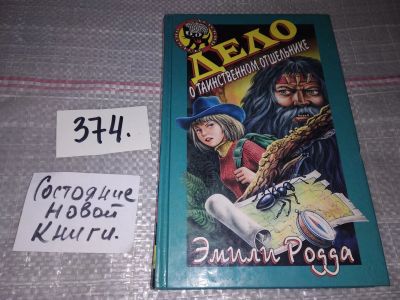 ДЕЛО
О ТАИНСТВЕННОМ ОТШЕЛЬНИКЕ
374.
Состояние
новой
книги.
Эмили Родда